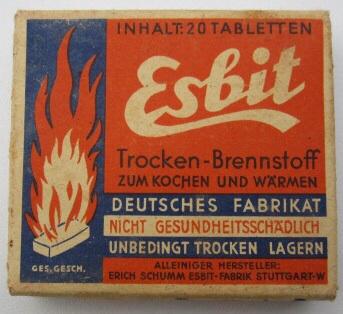 INHALT: 20 TABLETTEN
Esbit
Trocken-Brennstoff
ZUM KOCHEN UND WÄRMEN
DEUTSCHES FABRIKAT
NICHT GESUNDHEITSSCHÄDLICH
UNBEDINGT TROCKEN LAGERN
GES. GESCH.
ALLEINIGER HERSTELLER:
ERICH SCHUMM ESBIT-FABRIK STUTTGART-W